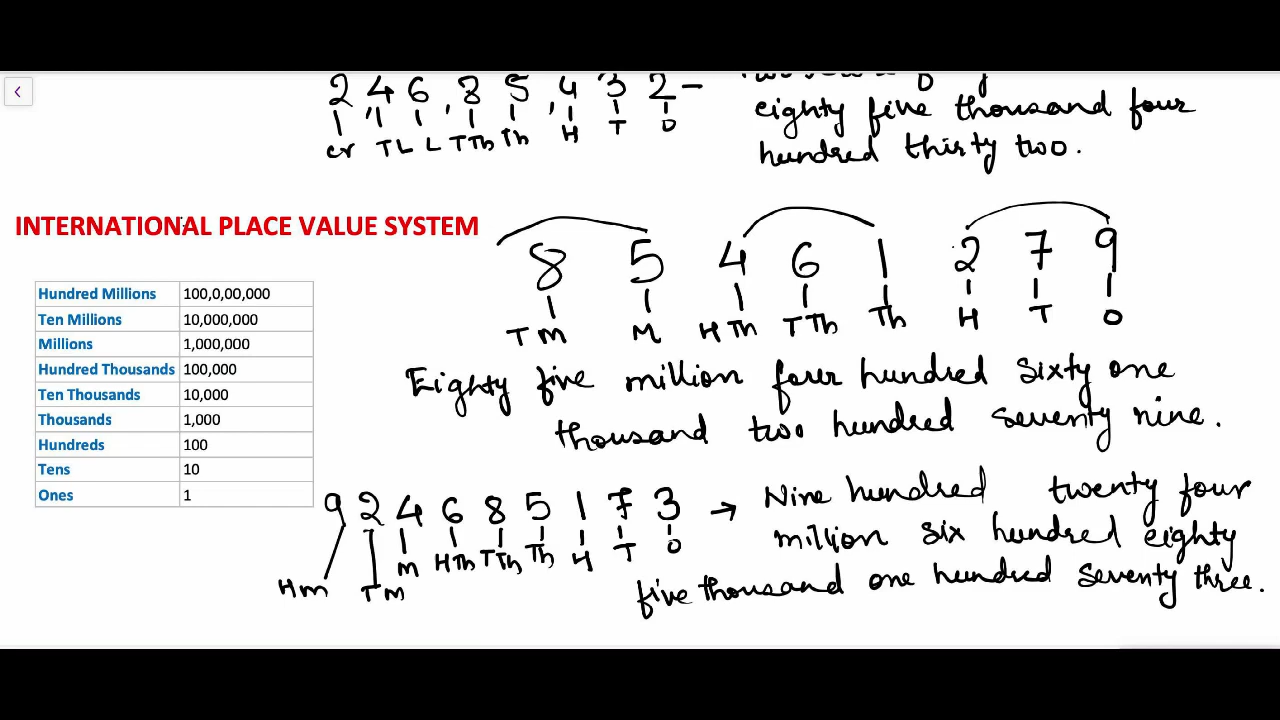 <
2 4 6 8 5 4 3 2 -
, , ,
Cr TL L TTh Th H T O
eighty five thousand four
hundred thirty two.
INTERNATIONAL PLACE VALUE SYSTEM
8 5 4 6 1 2 7 9
TM M HTh TTh Th H T O
Hundred Millions 100,0,00,000
Ten Millions 10,000,000
Millions 1,000,000
Hundred Thousands 100,000
Ten Thousands 10,000
Thousands 1,000
Hundreds 100
Tens 10
Ones 1
Eighty five million four hundred sixty one
thousand two hundred seventy nine.
9 2 4 6 8 5 1 7 3 → Nine hundred twenty four
HM TM M HTh TTh Th H T O
million six hundred eighty
five thousand one hundred seventy three.